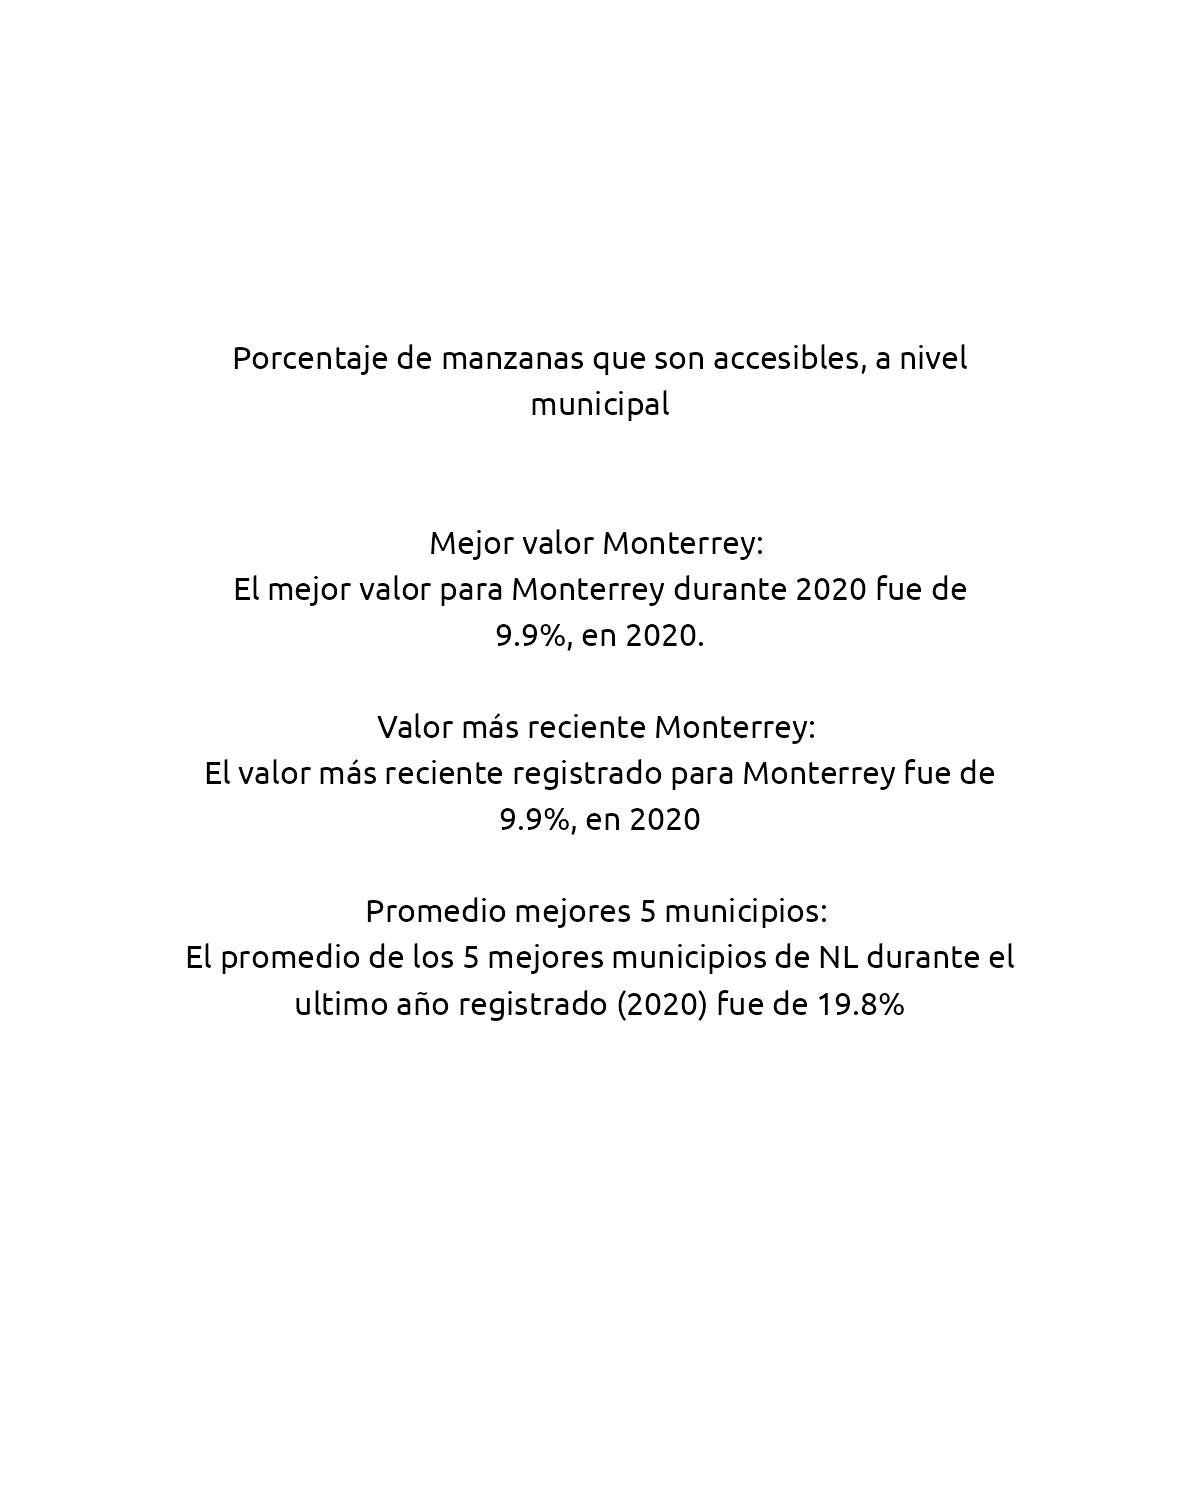 Porcentaje de manzanas que son accesibles, a nivel
municipal
Mejor valor Monterrey:
El mejor valor para Monterrey durante 2020 fue de
9.9%, en 2020.
Valor más reciente Monterrey:
El valor más reciente registrado para Monterrey fue de
9.9%, en 2020
Promedio mejores 5 municipios:
El promedio de los 5 mejores municipios de NL durante el
ultimo año registrado (2020) fue de 19.8%